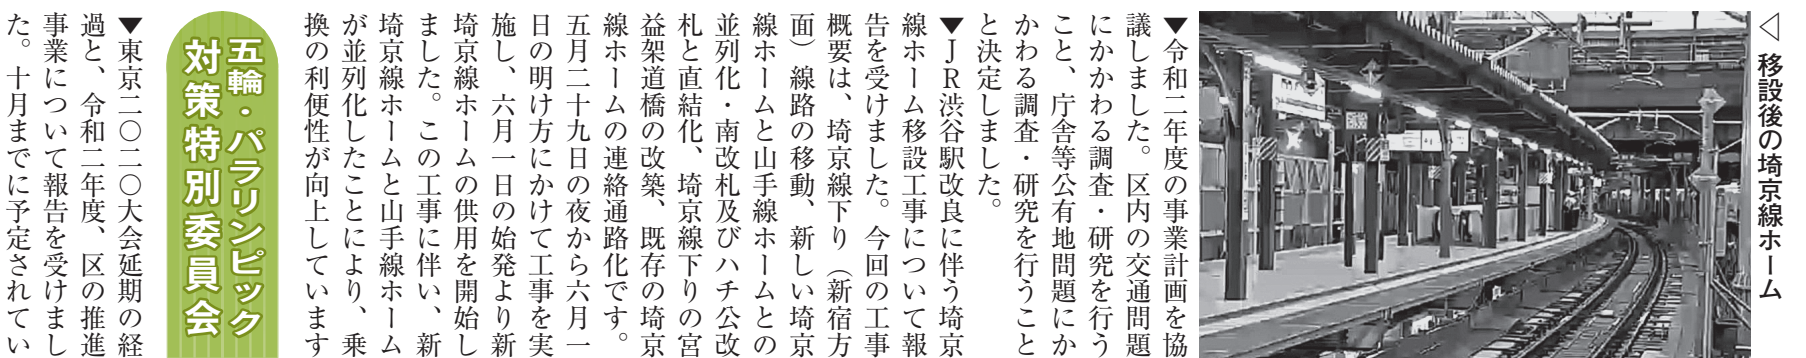 ◁ 移設後の埼京線ホーム
▼令和二年度の事業計画を協
議しました。区内の交通問題
にかかわる調査・研究を行う
こと、庁舎等公有地問題にか
かわる調査・研究を行うこと
と決定しました。
▼ＪＲ渋谷駅改良に伴う埼京
線ホーム移設工事について報
告を受けました。今回の工事
概要は、埼京線下り（新宿方
面）線路の移動、新しい埼京
線ホームと山手線ホームとの
並列化・南改札及びハチ公改
札と直結化、埼京線下りの宮
益架道橋の改築、既存の埼京
線ホームの連絡通路化です。
五月二十九日の夜から六月一
日の明け方にかけて工事を実
施し、六月一日の始発より新
埼京線ホームの供用を開始し
ました。この工事に伴い、新
埼京線ホームと山手線ホーム
が並列化したことにより、乗
換の利便性が向上しています
五輪・パラリンピック
対策特別委員会
▼東京二〇二〇大会延期の経
過と、令和二年度、区の推進
事業について報告を受けまし
た。十月までに予定されてい